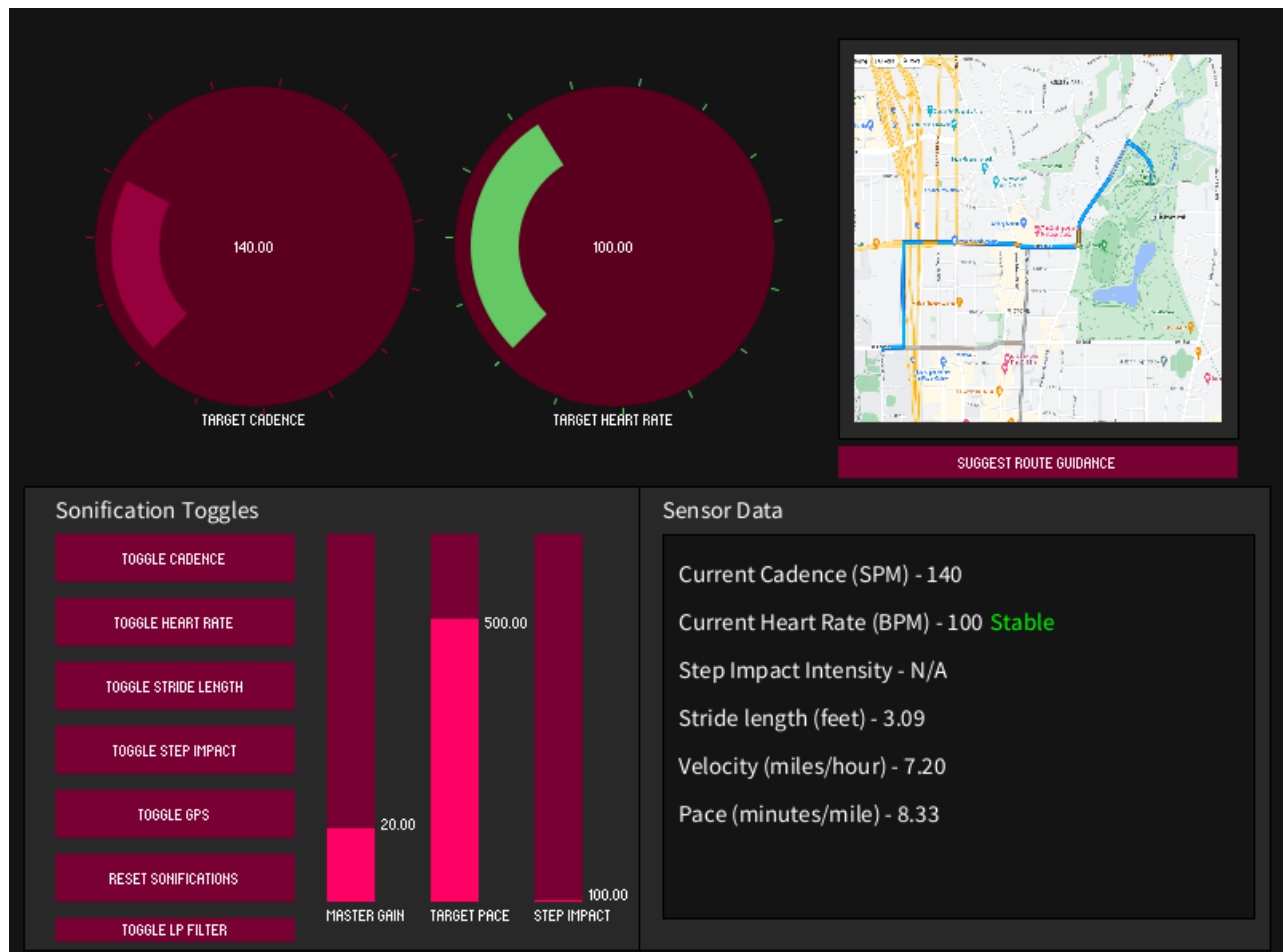 140.00
TARGET CADENCE
100.00
TARGET HEART RATE
SUGGEST ROUTE GUIDANCE
Sonification Toggles
TOGGLE CADENCE
TOGGLE HEART RATE
TOGGLE STRIDE LENGTH
TOGGLE STEP IMPACT
TOGGLE GPS
RESET SONIFICATIONS
TOGGLE LP FILTER
20.00
MASTER GAIN
500.00
TARGET PACE
100.00
STEP IMPACT
Sensor Data
Current Cadence (SPM) - 140
Current Heart Rate (BPM) - 100 Stable
Step Impact Intensity - N/A
Stride length (feet) - 3.09
Velocity (miles/hour) - 7.20
Pace (minutes/mile) - 8.33